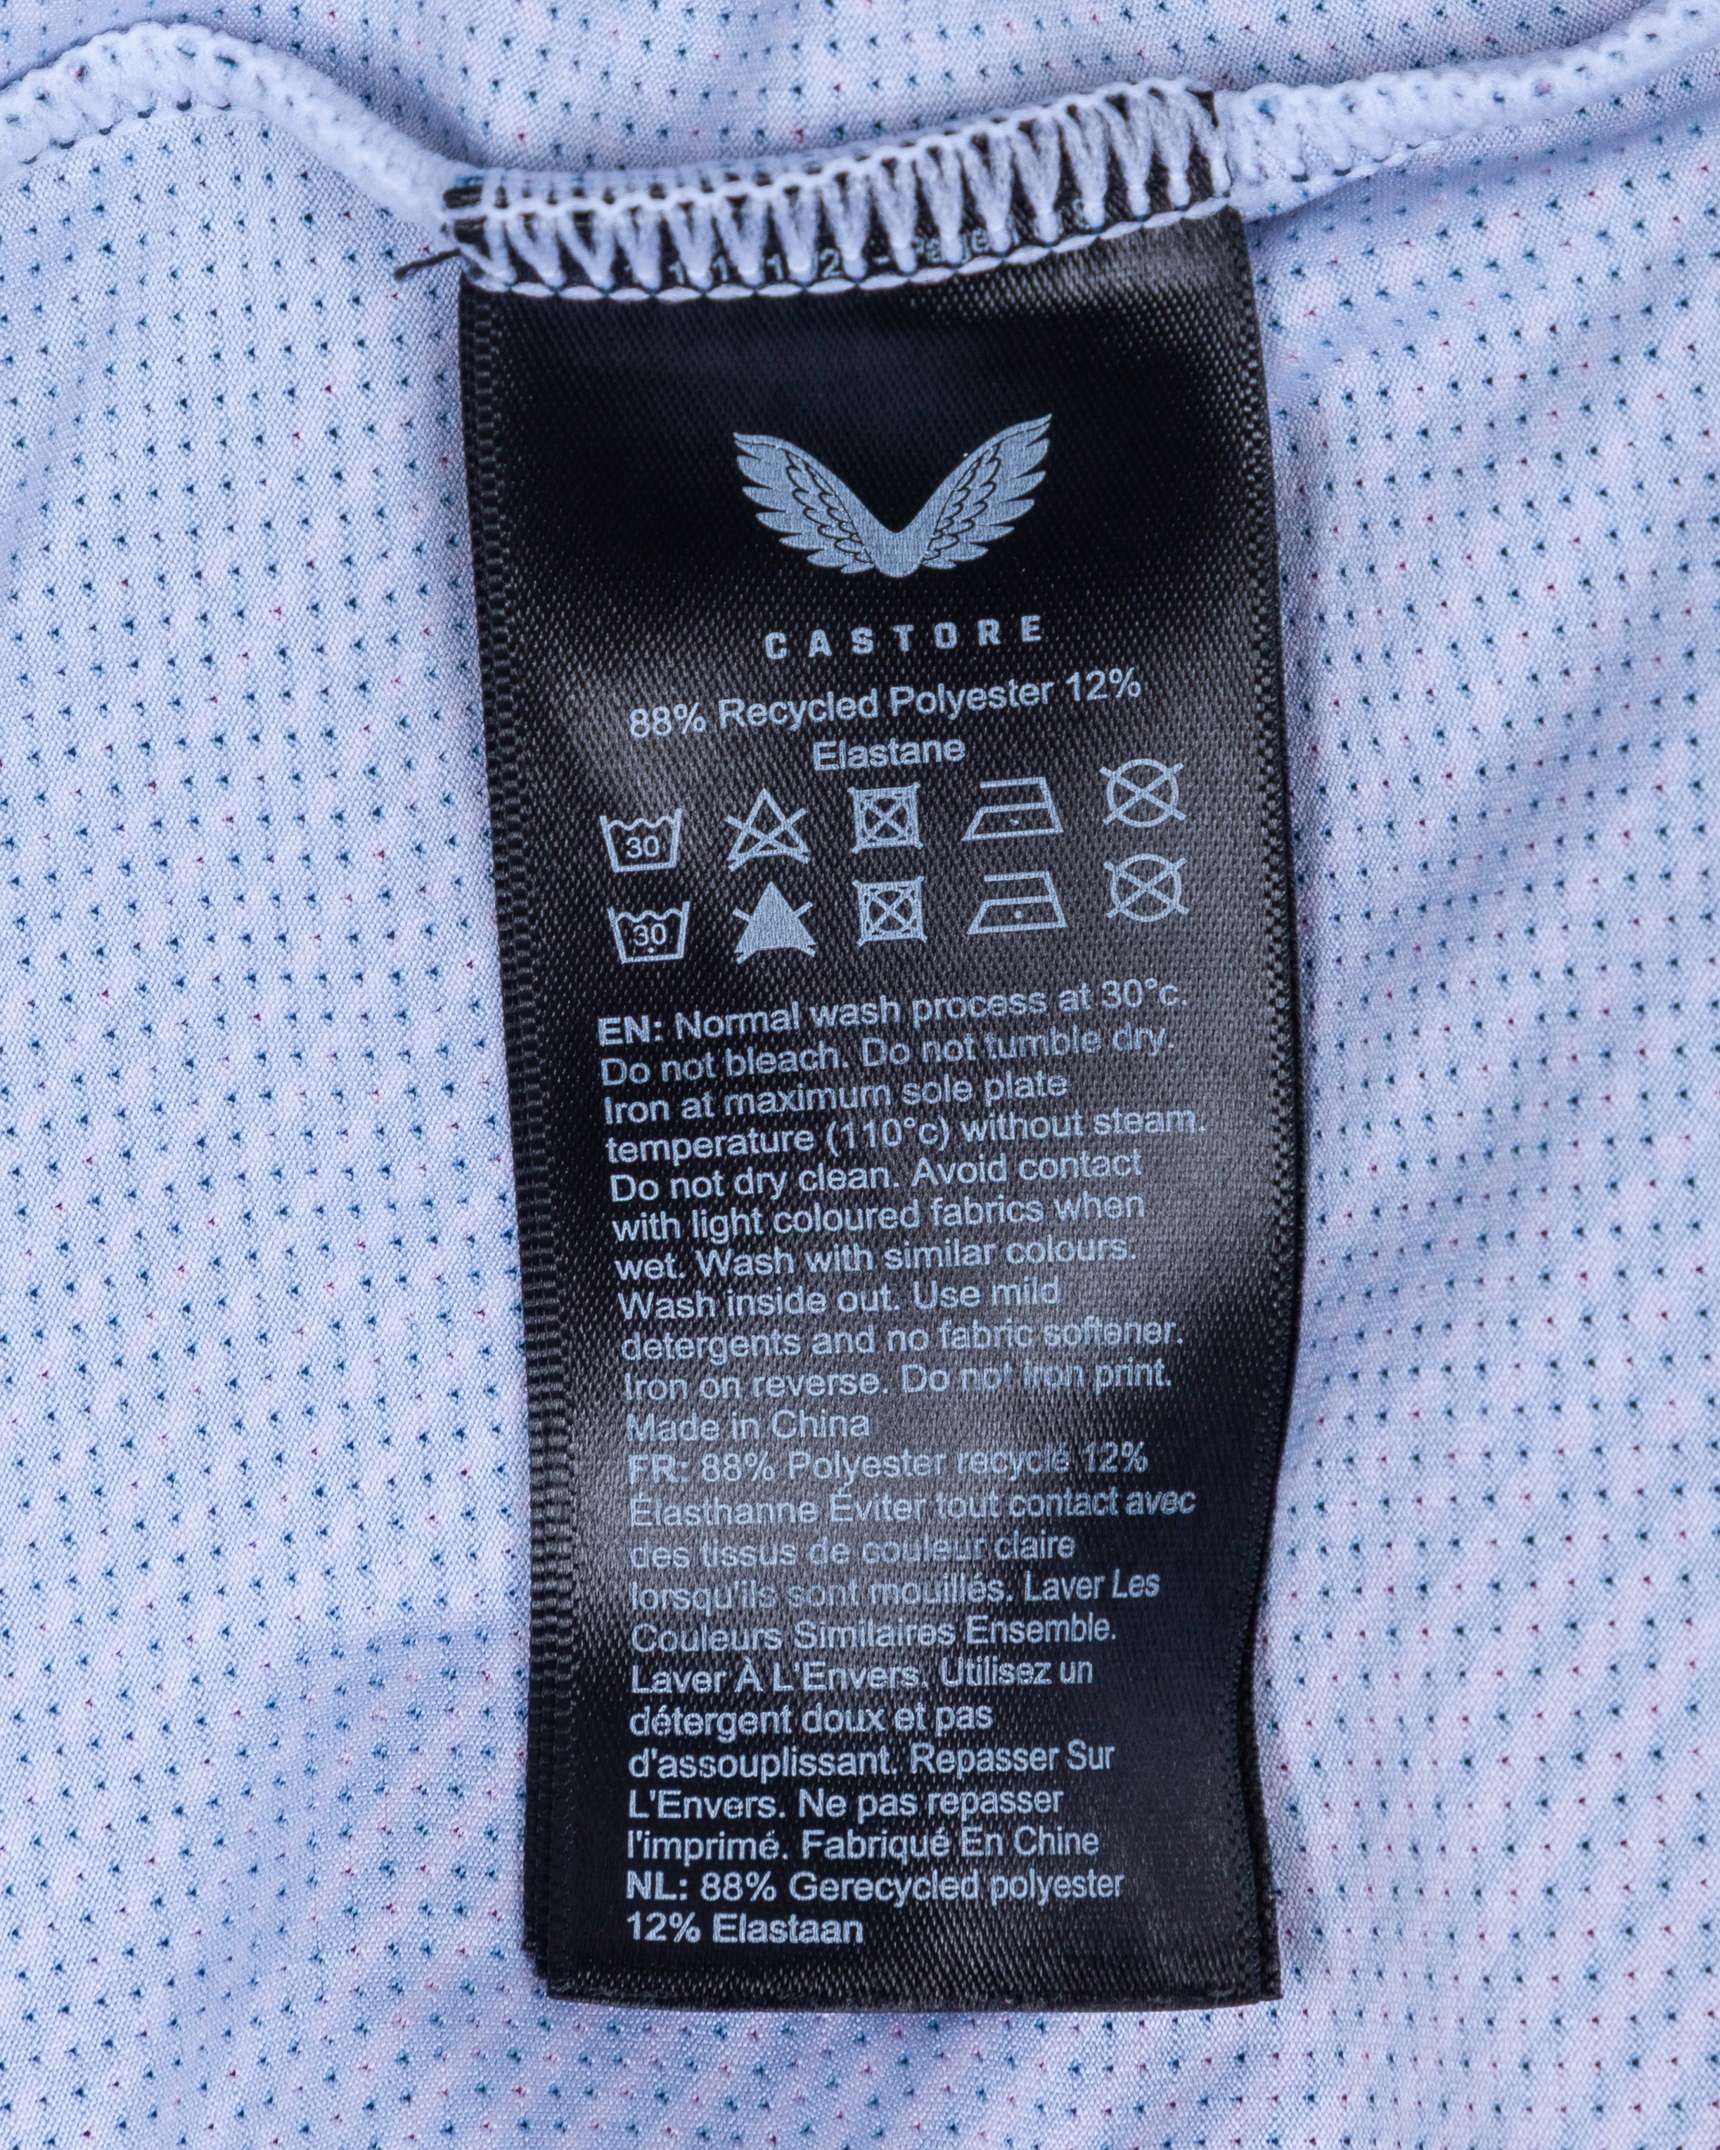 CASTORE
88% Recycled Polyester 12%
Elastane
30
30
EN: Normal wash process at 30°c.
Do not bleach. Do not tumble dry.
Iron at maximum sole plate
temperature (110°c) without steam.
Do not dry clean. Avoid contact
with light coloured fabrics when
wet. Wash with similar colours.
Wash inside out. Use mild
detergents and no fabric softener.
Iron on reverse. Do not iron print.
Made in China
FR: 88% Polyester recyclé 12%
Élasthanne Éviter tout contact avec
des tissus de couleur claire
lorsqu'ils sont mouillés. Laver Les
Couleurs Similaires Ensemble.
Laver À L'Envers. Utilisez un
détergent doux et pas
d'assouplissant. Repasser Sur
L'Envers. Ne pas repasser
l'imprimé. Fabriqué En Chine
NL: 88% Gerecycled polyester
12% Elastaan